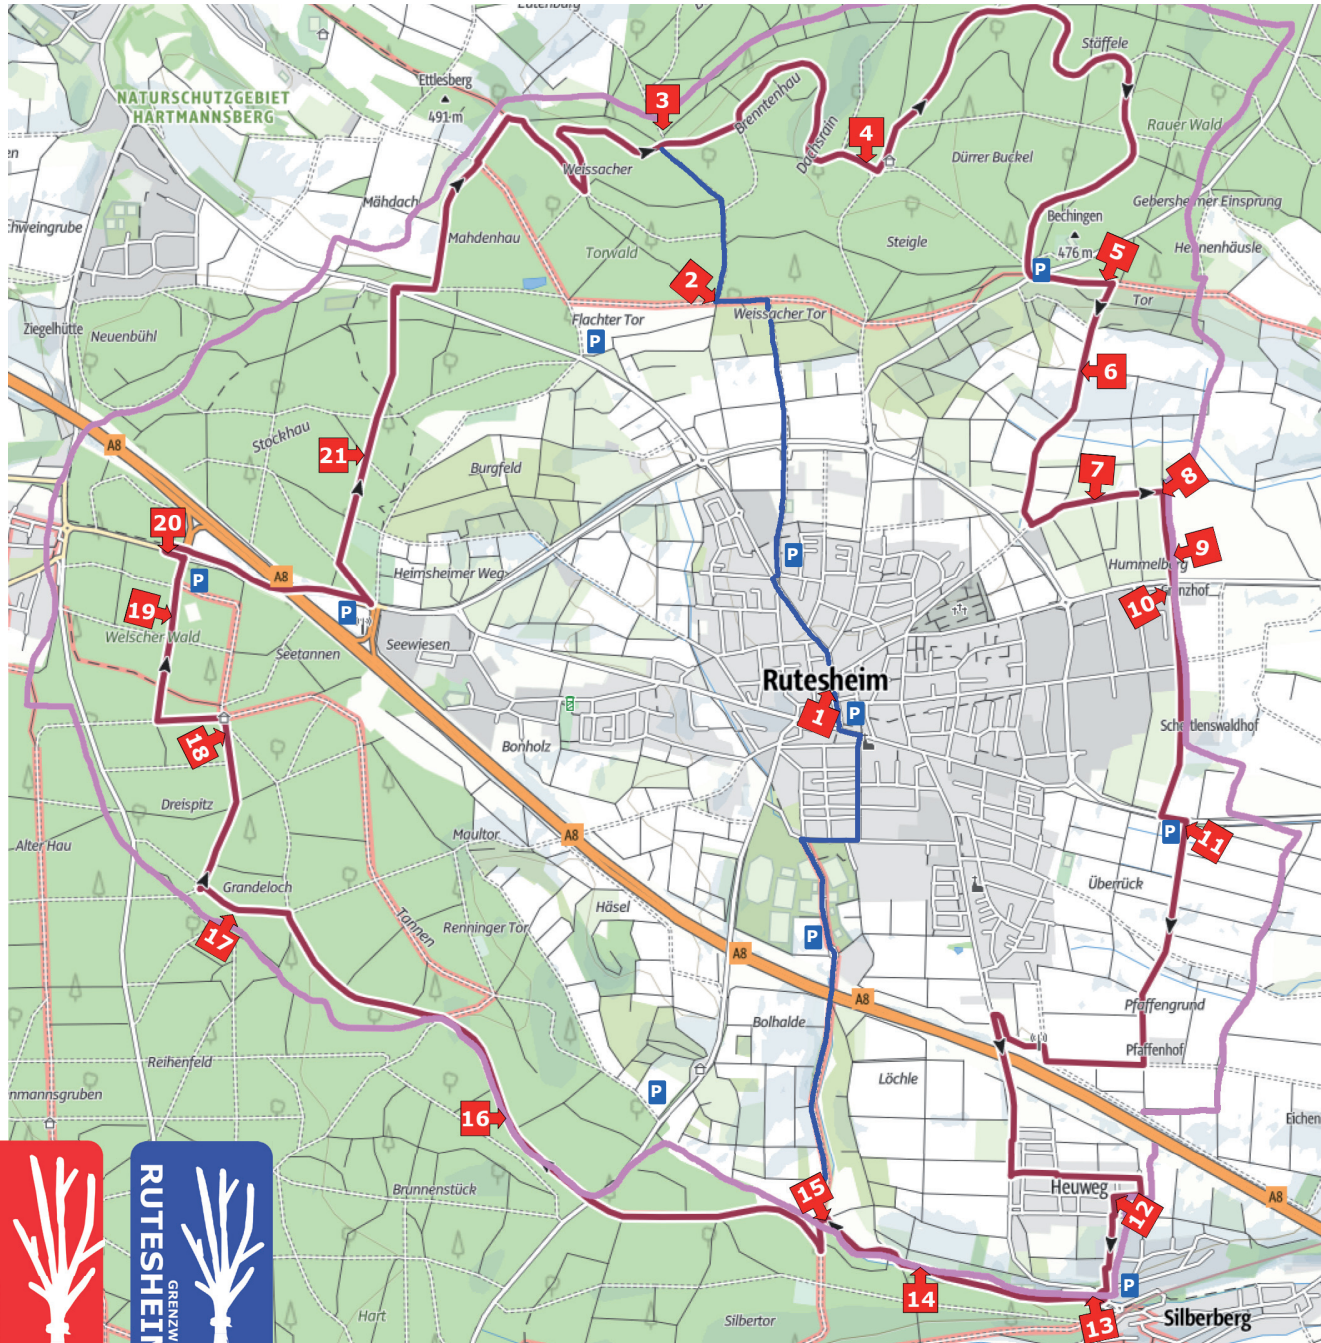 Ettlesberg
491 m
NATURSCHUTZGEBIET
HARTMANNSBERG
3
Brenntenhau
Stäffele
4
Dachsrain
Rauer Wald
Dürrer Buckel
Weissacher
Mähdach
Mahdenhau
Torwald
Steigle
Bechingen
476 m
Gebersheimer Einsprung
Hennenhäusle
5
P
Tor
2
Flachter Tor
Weissacher Tor
P
Ziegelhütte
Neuenbühl
6
A8
Stockhau
21
Burgfeld
7
8
20
P
A8
Heimsheimer Weg
P
P
Hummelberg
9
10
19
Welscher Wald
Seetannen
Seewiesen
Rutesheim
1
P
18
Bonholz
Dreispitz
Maultor
A8
Alter Hau
P
11
Grandeloch
Überrück
17
Tannen
Renninger Tor
Häsel
P
A8
A8
Pfaffengrund
Bolhalde
Pfaffenhof
Reihenfeld
Löchle
P
16
Eichen
Brunnenstück
15
Heuweg
12
A8
P
14
Hart
Silbertor
13
Silberberg
RUTESHEIM